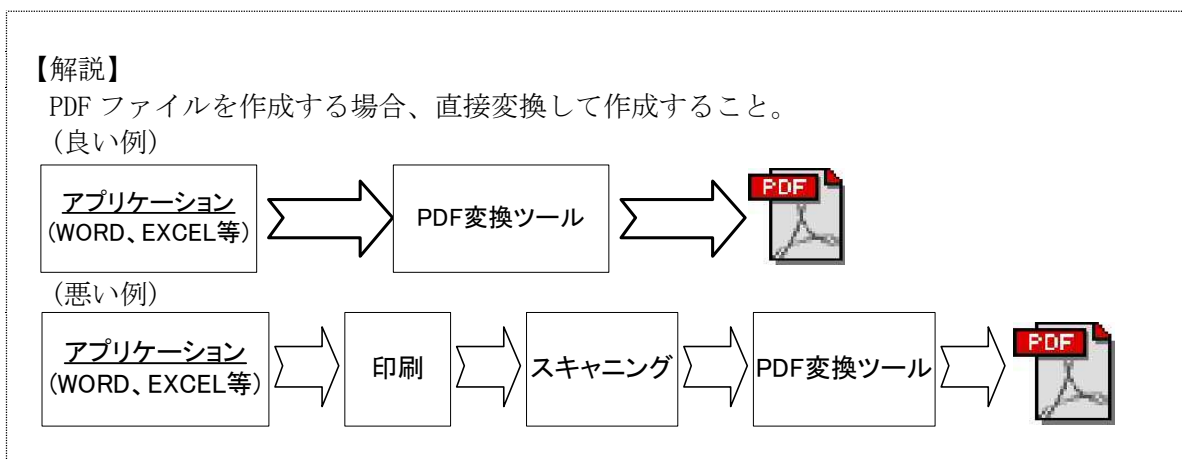 【解説】
PDFファイルを作成する場合、直接変換して作成すること。
(良い例)
アプリケーション
(WORD、EXCEL等)
PDF変換ツール
PDF
(悪い例)
アプリケーション
(WORD、EXCEL等)
印刷
スキャニング
PDF変換ツール
PDF